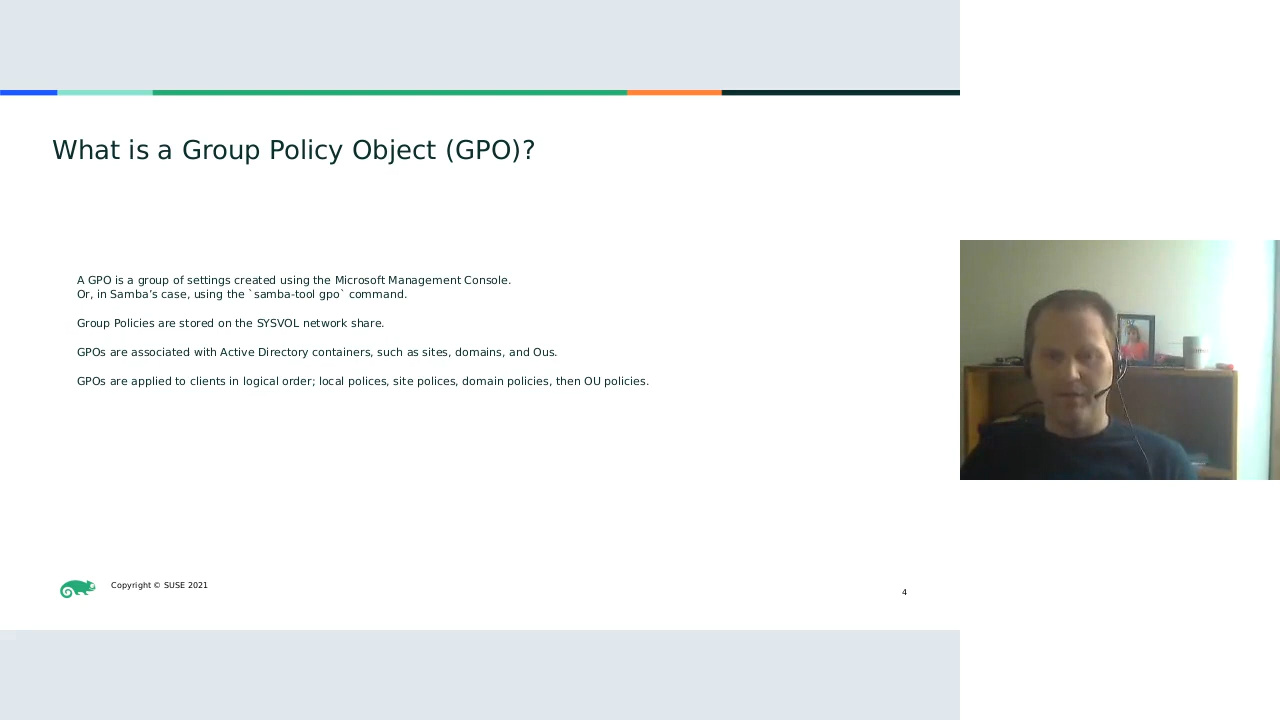 What is a Group Policy Object (GPO)?
A GPO is a group of settings created using the Microsoft Management Console.
Or, in Samba’s case, using the `samba-tool gpo` command.
Group Policies are stored on the SYSVOL network share.
GPOs are associated with Active Directory containers, such as sites, domains, and Ous.
GPOs are applied to clients in logical order; local polices, site polices, domain policies, then OU policies.
Copyright © SUSE 2021
4